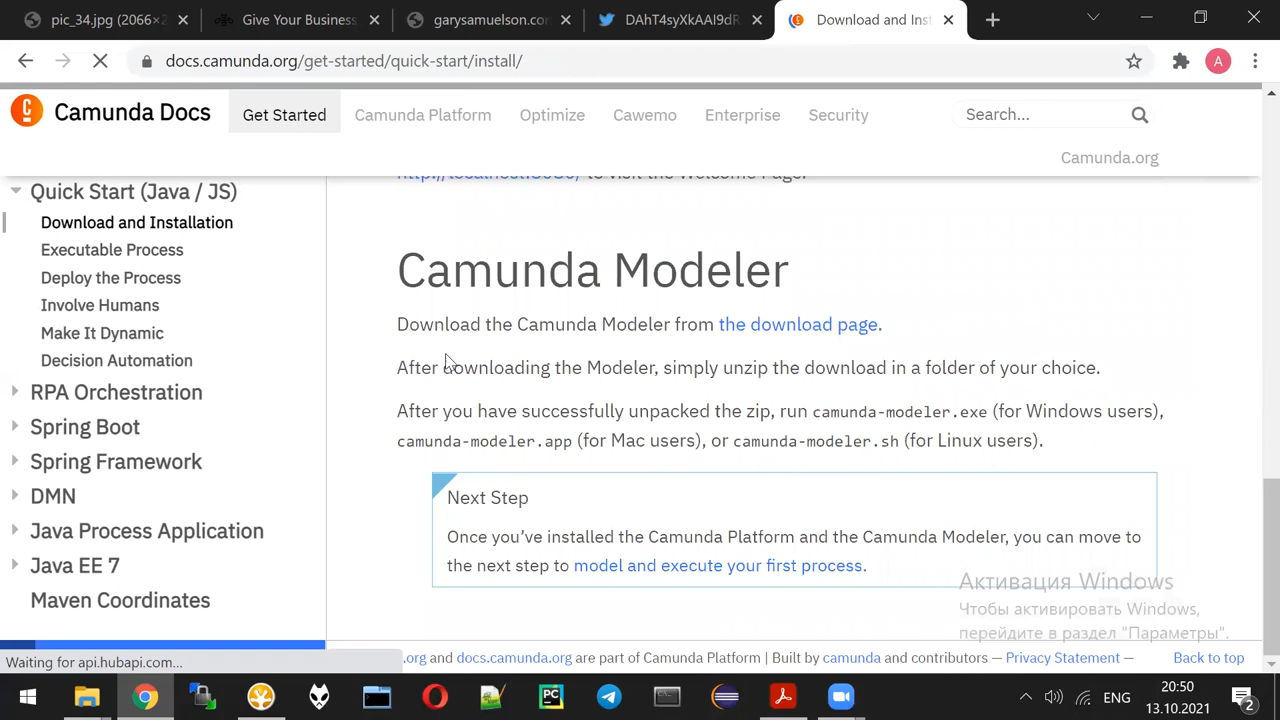 pic_34.jpg (2066×2
Give Your Business
garysamuelson.co
DAhT4syXkAAI9dR
Download and Inst
docs.camunda.org/get-started/quick-start/install/
A
Camunda Docs
Get Started
Camunda Platform
Optimize
Cawemo
Enterprise
Security
Search...
Camunda.org
Quick Start (Java / JS)
Download and Installation
Executable Process
Deploy the Process
Involve Humans
Make It Dynamic
Decision Automation
RPA Orchestration
Spring Boot
Spring Framework
DMN
Java Process Application
Java EE 7
Maven Coordinates
http://localhost:8080/ to visit the Welcome Page.
Camunda Modeler
Download the Camunda Modeler from the download page.
After downloading the Modeler, simply unzip the download in a folder of your choice.
After you have successfully unpacked the zip, run camunda-modeler.exe (for Windows users),
camunda-modeler.app (for Mac users), or camunda-modeler.sh (for Linux users).
Next Step
Once you’ve installed the Camunda Platform and the Camunda Modeler, you can move to
the next step to model and execute your first process.
Активация Windows
Чтобы активировать Windows,
перейдите в раздел "Параметры".
Waiting for api.hubapi.com...
.org and docs.camunda.org are part of Camunda Platform | Built by camunda and contributors — Privacy Statement —
Back to top
PC
ENG
20:50
13.10.2021
2